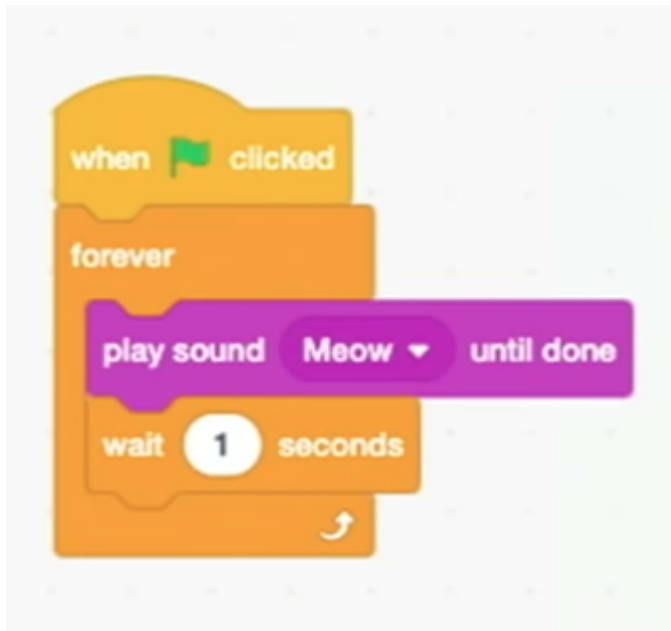 when clicked
forever
play sound Meow until done
wait 1 seconds